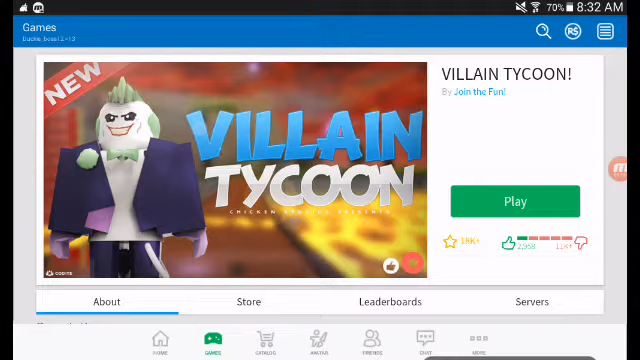 70% 8:32 AM
Games
R$
NEW
VILLAIN
TYCOON
VILLAIN TYCOON!
By Join the Fun!
Play
2,958
About
Store
Leaderboards
Servers
HOME
GAMES
CATALOG
AVATAR
FRIENDS
CHAT
MORE